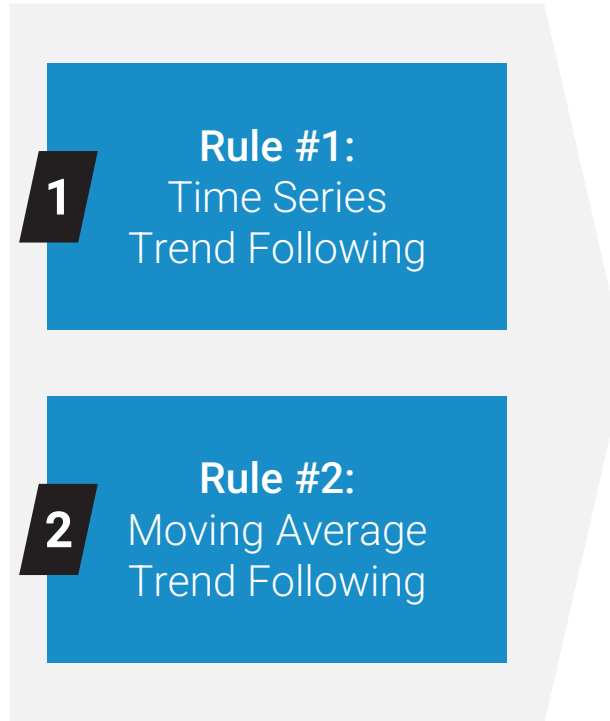 1
Rule #1:
Time Series
Trend Following
2
Rule #2:
Moving Average
Trend Following